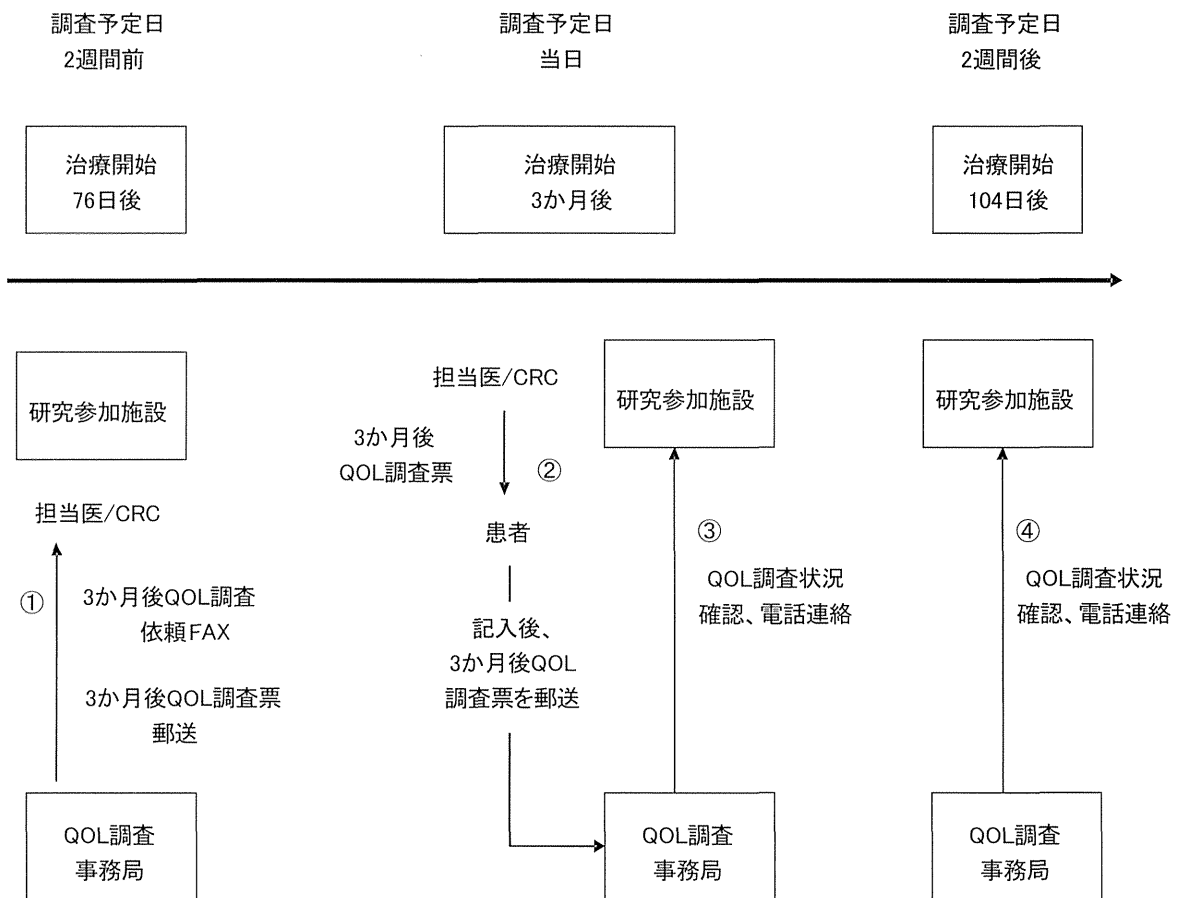 調査予定日
2週間前
調査予定日
当日
調査予定日
2週間後
治療開始
76日後
治療開始
3か月後
治療開始
104日後
研究参加施設
担当医/CRC
①
3か月後QOL調査
依頼FAX
3か月後QOL調査票
郵送
QOL調査
事務局
担当医/CRC
3か月後
QOL調査票
②
患者
記入後、
3か月後QOL
調査票を郵送
研究参加施設
③
QOL調査状況
確認、電話連絡
QOL調査
事務局
研究参加施設
④
QOL調査状況
確認、電話連絡
QOL調査
事務局